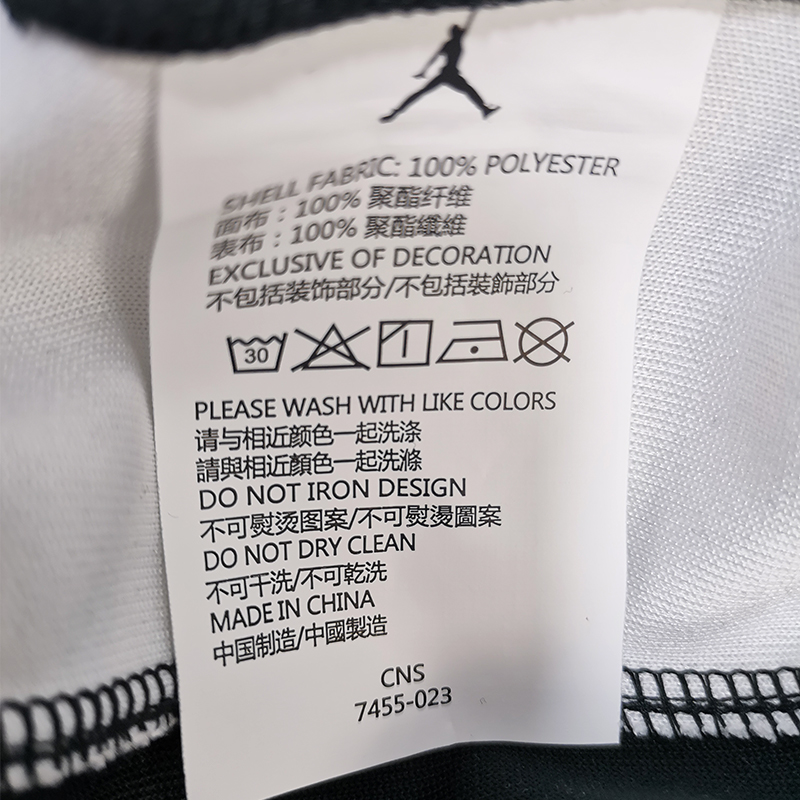 SHELL FABRIC: 100% POLYESTER
面布：100% 聚酯纤维
表布：100% 聚酯纖維
EXCLUSIVE OF DECORATION
不包括装饰部分/不包括裝飾部分
30
PLEASE WASH WITH LIKE COLORS
请与相近颜色一起洗涤
請與相近顏色一起洗滌
DO NOT IRON DESIGN
不可熨烫图案/不可熨燙圖案
DO NOT DRY CLEAN
不可干洗/不可乾洗
MADE IN CHINA
中国制造/中國製造
CNS
7455-023